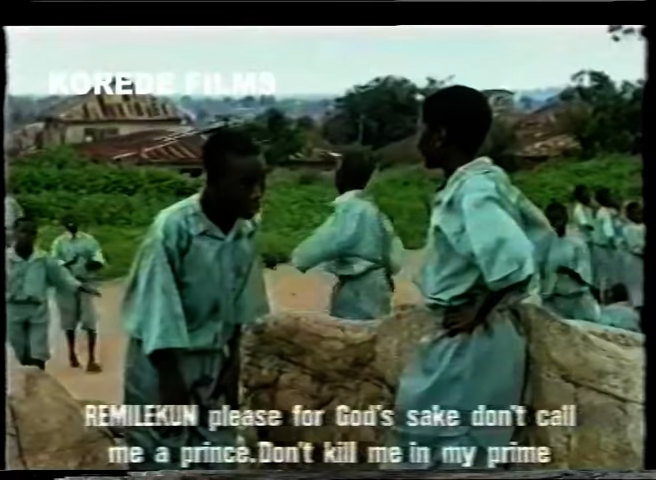 KOREDE FILMS
REMILEKUN please for God's sake don't call
me a prince.Don't kill me in my prime